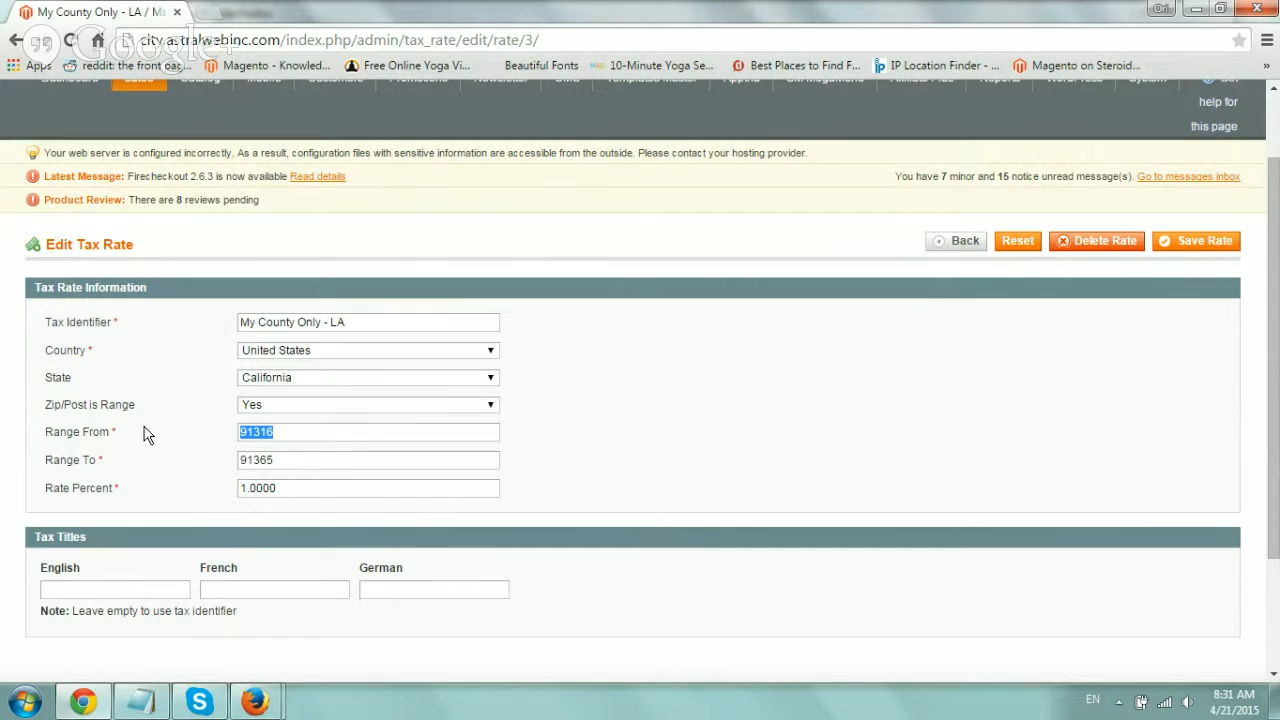 My County Only - LA / Ma
city.astralwebinc.com/index.php/admin/tax_rate/edit/rate/3/
Google+
Apps reddit: the front pag... Magento - Knowled... Free Online Yoga Vi... Beautiful Fonts 10-Minute Yoga Se... Best Places to Find F... IP Location Finder - ... Magento on Steroid... »
help for
this page
Your web server is configured incorrectly. As a result, configuration files with sensitive information are accessible from the outside. Please contact your hosting provider.
Latest Message: Firecheckout 2.6.3 is now available Read details You have 7 minor and 15 notice unread message(s). Go to messages inbox
Product Review: There are 8 reviews pending
Edit Tax Rate Back Reset Delete Rate Save Rate
Tax Rate Information
Tax Identifier * My County Only - LA
Country * United States
State California
Zip/Post is Range Yes
Range From * 91316
Range To * 91365
Rate Percent * 1.0000
Tax Titles
English French German
Note: Leave empty to use tax identifier
EN 8:31 AM
4/21/2015